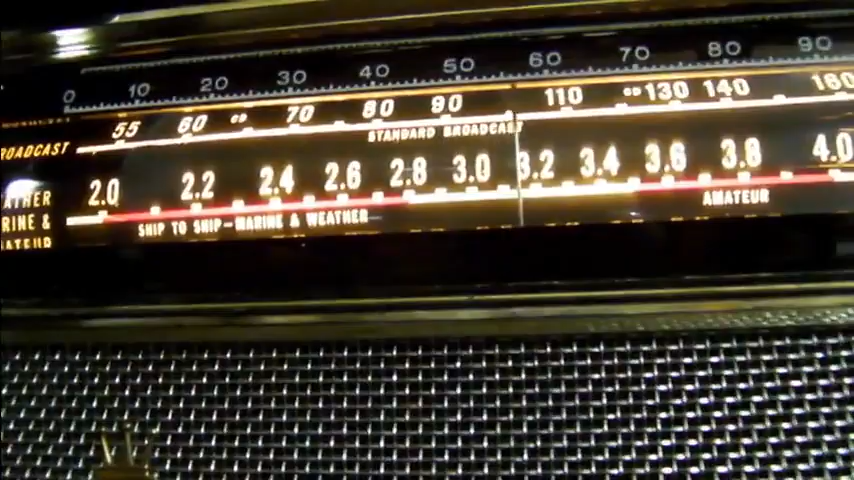 0 10 20 30 40 50 60 70 80 90
55 60 CD 70 80 90 110 CD 130 140 160
ROADCAST STANDARD BROADCAST
2.0 2.2 2.4 2.6 2.8 3.0 3.2 3.4 3.6 3.8 4.0
ATHER
RINE & SHIP TO SHIP-MARINE & WEATHER AMATEUR
ATEUR